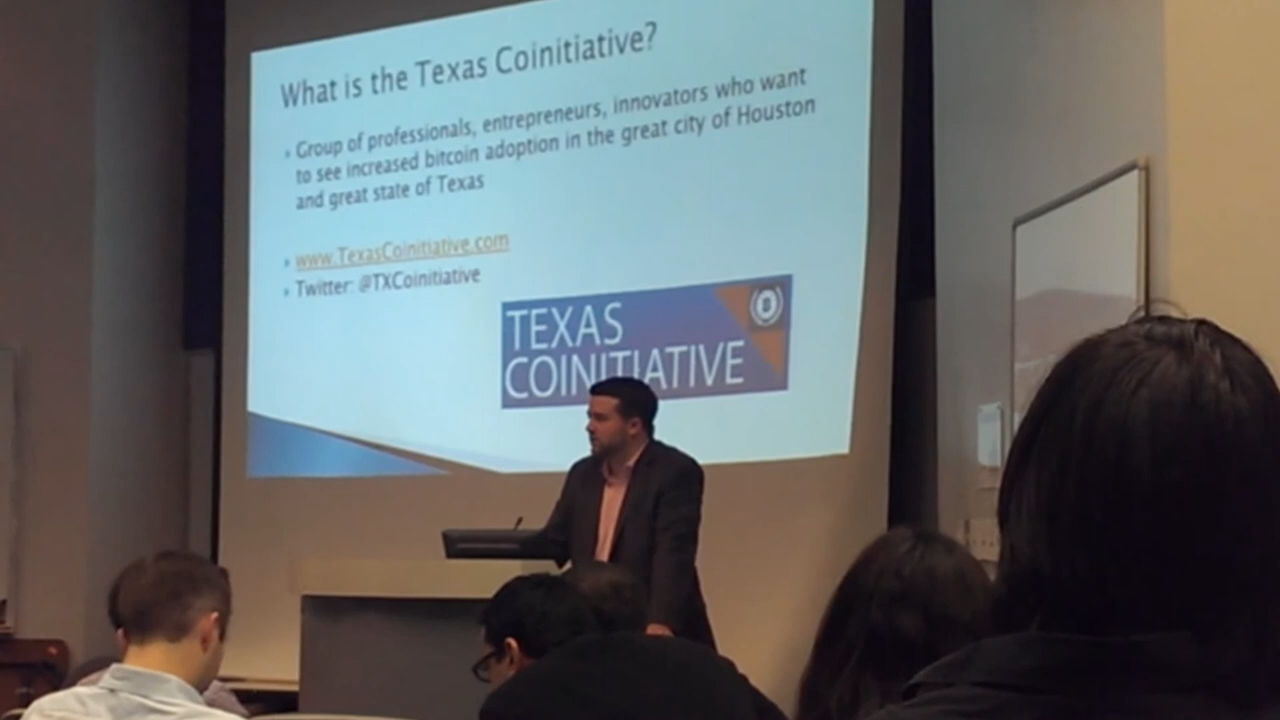 What is the Texas Coinitiative?
Group of professionals, entrepreneurs, innovators who want
to see increased bitcoin adoption in the great city of Houston
and great state of Texas
www.TexasCoinitiative.com
Twitter: @TXCoinitiative
TEXAS
COINITIATIVE